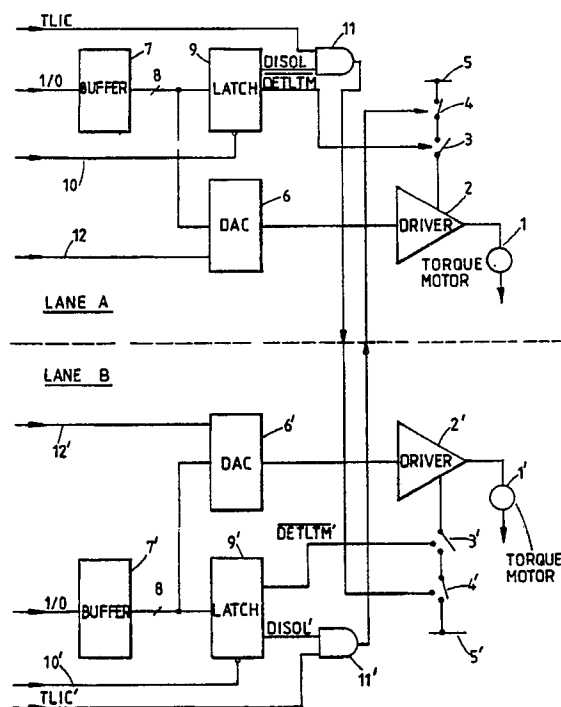 TLIC
11
7
9
DISOL
5
8
1/0
BUFFER
LATCH
DETLTM
4
3
10
6
2
12
DAC
DRIVER
1
TORQUE
MOTOR
LANE A
LANE B
12'
6'
2'
DAC
DRIVER
1'
9'
DETLTM'
3'
7'
TORQUE
MOTOR
8
1/0
BUFFER
LATCH
4'
DISOL'
10'
5'
11'
TLIC'